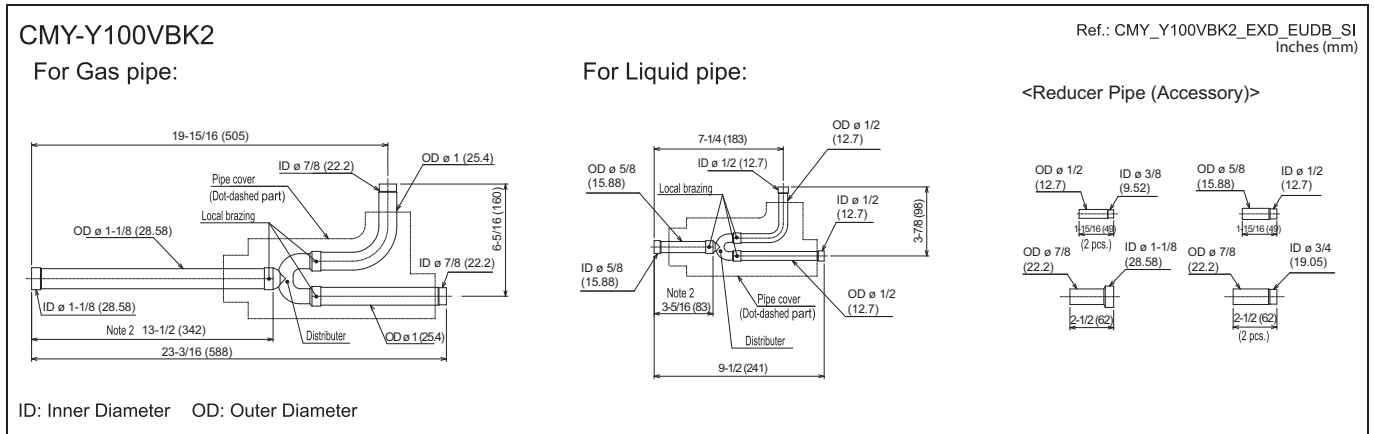 CMY-Y100VBK2
Ref.: CMY_Y100VBK2_EXD_EUDB_SI
Inches (mm)
For Gas pipe:
19-15/16 (505)
ID ø 7/8 (22.2)
OD ø 1 (25.4)
Pipe cover
(Dot-dashed part)
Local brazing
OD ø 1-1/8 (28.58)
6-5/16 (160)
ID ø 7/8 (22.2)
ID ø 1-1/8 (28.58)
Note 2 13-1/2 (342)
Distributer
OD ø 1 (25.4)
23-3/16 (588)
For Liquid pipe:
7-1/4 (183)
OD ø 1/2
(12.7)
OD ø 5/8
(15.88)
ID ø 1/2 (12.7)
Local brazing
ID ø 1/2
(12.7)
3-7/8 (98)
ID ø 5/8
(15.88)
Note 2
3-5/16 (83)
Pipe cover
(Dot-dashed part)
OD ø 1/2
(12.7)
Distributer
9-1/2 (241)
<Reducer Pipe (Accessory)>
OD ø 1/2
(12.7)
ID ø 3/8
(9.52)
1-15/16 (49)
(2 pcs.)
OD ø 5/8
(15.88)
ID ø 1/2
(12.7)
1-15/16 (49)
OD ø 7/8
(22.2)
ID ø 1-1/8
(28.58)
2-1/2 (62)
OD ø 7/8
(22.2)
ID ø 3/4
(19.05)
2-1/2 (62)
(2 pcs.)
ID: Inner Diameter OD: Outer Diameter